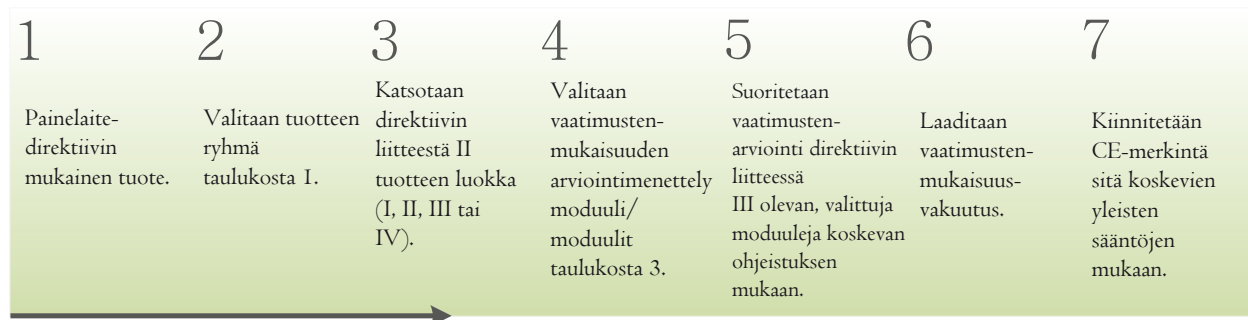 1
Painelaite-
direktiivin
mukainen tuote.
2
Valitaan tuotteen
ryhmä
taulukosta I.
3
Katsotaan
direktiivin
liitteestä II
tuotteen luokka
(I, II, III tai
IV).
4
Valitaan
vaatimusten-
mukaisuuden
arviointimenettely
moduuli/
moduulit
taulukosta 3.
5
Suoritetaan
vaatimusten-
arviointi direktiivin
liitteessä
III olevan, valittuja
moduuleja koskevan
ohjeistuksen
mukaan.
6
Laaditaan
vaatimusten-
mukaisuus-
vakuutus.
7
Kiinnitetään
CE-merkintä
sitä koskevien
yleisten
sääntöjen
mukaan.